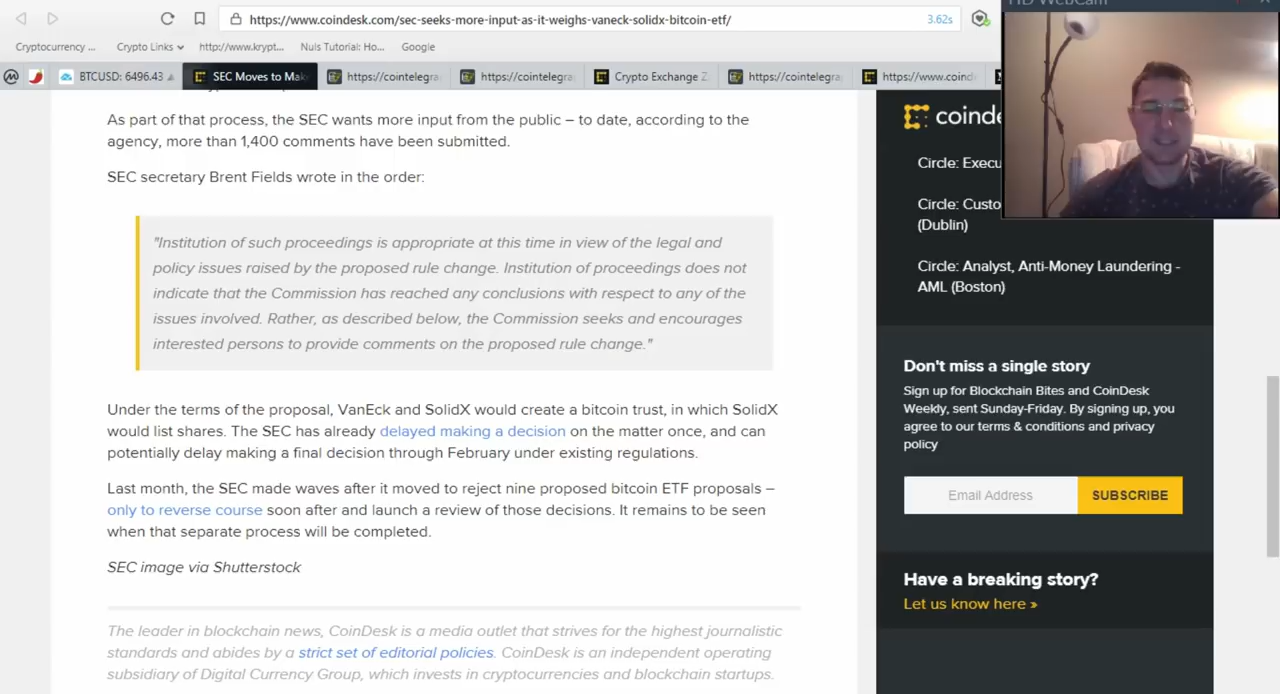 HD WebCam
https://www.coindesk.com/sec-seeks-more-input-as-it-weighs-vaneck-solidx-bitcoin-etf/
3.62s
Cryptocurrency ...
Crypto Links
http://www.krypt...
Nuis Tutorial: Ho...
Google
BTCUSD: 6496.43
SEC Moves to Mak
https://cointelegra
https://cointelegra
Crypto Exchange Z
https://cointelegra
https://www.coind
As part of that process, the SEC wants more input from the public – to date, according to the
agency, more than 1,400 comments have been submitted.
SEC secretary Brent Fields wrote in the order:
"Institution of such proceedings is appropriate at this time in view of the legal and
policy issues raised by the proposed rule change. Institution of proceedings does not
indicate that the Commission has reached any conclusions with respect to any of the
issues involved. Rather, as described below, the Commission seeks and encourages
interested persons to provide comments on the proposed rule change."
Under the terms of the proposal, VanEck and SolidX would create a bitcoin trust, in which SolidX
would list shares. The SEC has already delayed making a decision on the matter once, and can
potentially delay making a final decision through February under existing regulations.
Last month, the SEC made waves after it moved to reject nine proposed bitcoin ETF proposals –
only to reverse course soon after and launch a review of those decisions. It remains to be seen
when that separate process will be completed.
SEC image via Shutterstock
The leader in blockchain news, CoinDesk is a media outlet that strives for the highest journalistic
standards and abides by a strict set of editorial policies. CoinDesk is an independent operating
subsidiary of Digital Currency Group, which invests in cryptocurrencies and blockchain startups.
coinde
Circle: Execu
Circle: Custo
(Dublin)
Circle: Analyst, Anti-Money Laundering -
AML (Boston)
Don't miss a single story
Sign up for Blockchain Bites and CoinDesk
Weekly, sent Sunday-Friday. By signing up, you
agree to our terms & conditions and privacy
policy
Email Address
SUBSCRIBE
Have a breaking story?
Let us know here »